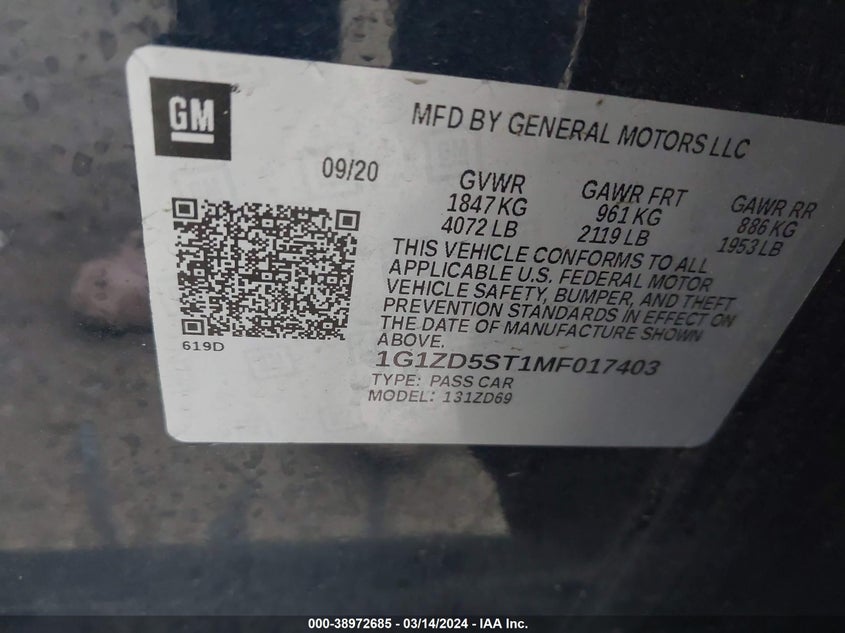 GM
MFD BY GENERAL MOTORS LLC
09/20
GVWR
1847 KG
4072 LB
GAWR FRT
961 KG
2119 LB
GAWR RR
886 KG
1953 LB
THIS VEHICLE CONFORMS TO ALL
APPLICABLE U.S. FEDERAL MOTOR
VEHICLE SAFETY, BUMPER, AND THEFT
PREVENTION STANDARDS IN EFFECT ON
THE DATE OF MANUFACTURE SHOWN
ABOVE.
619D
1G1ZD5ST1MF017403
TYPE: PASS CAR
MODEL: 131ZD69
000-38972685 - 03/14/2024 - IAA Inc.